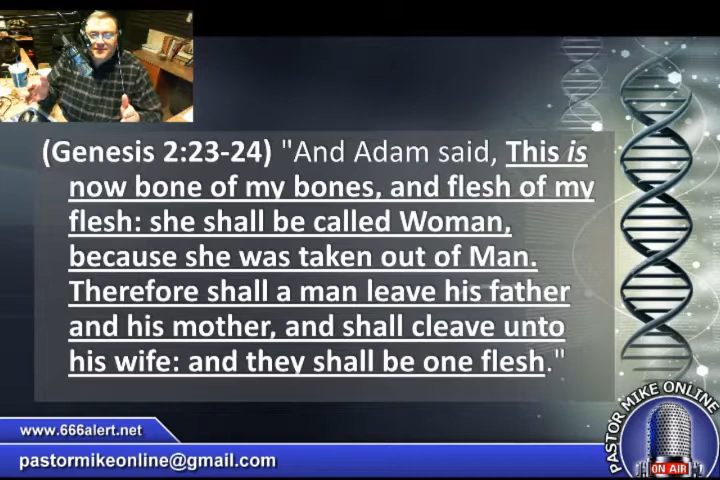 (Genesis 2:23-24) "And Adam said, This is
now bone of my bones, and flesh of my
flesh: she shall be called Woman,
because she was taken out of Man.
Therefore shall a man leave his father
and his mother, and shall cleave unto
his wife: and they shall be one flesh."
www.666alert.net
pastormikeonline@gmail.com
PASTOR MIKE ONLINE
ON AIR